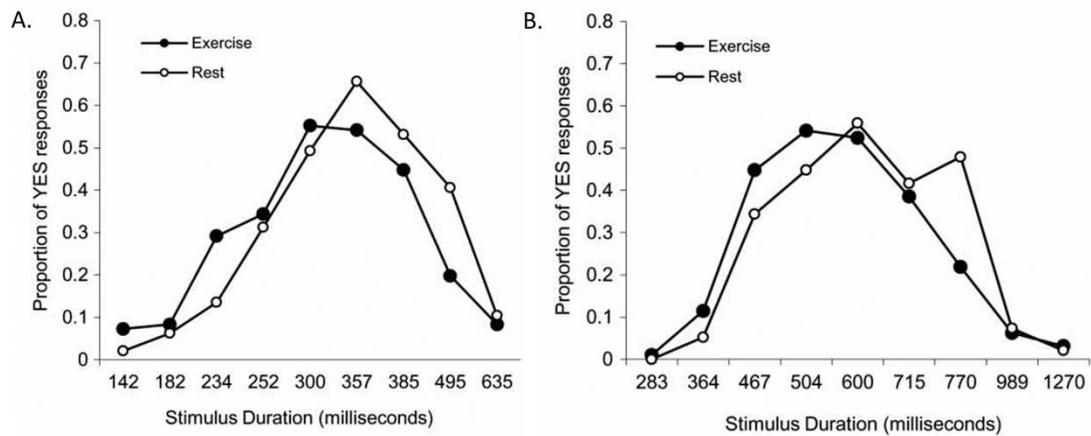 A.
Proportion of YES responses
0.8
0.7
0.6
0.5
0.4
0.3
0.2
0.1
0
Exercise
Rest
142 182 234 252 300 357 385 495 635
Stimulus Duration (milliseconds)
B.
Proportion of YES responses
0.8
0.7
0.6
0.5
0.4
0.3
0.2
0.1
0
Exercise
Rest
283 364 467 504 600 715 770 989 1270
Stimulus Duration (milliseconds)